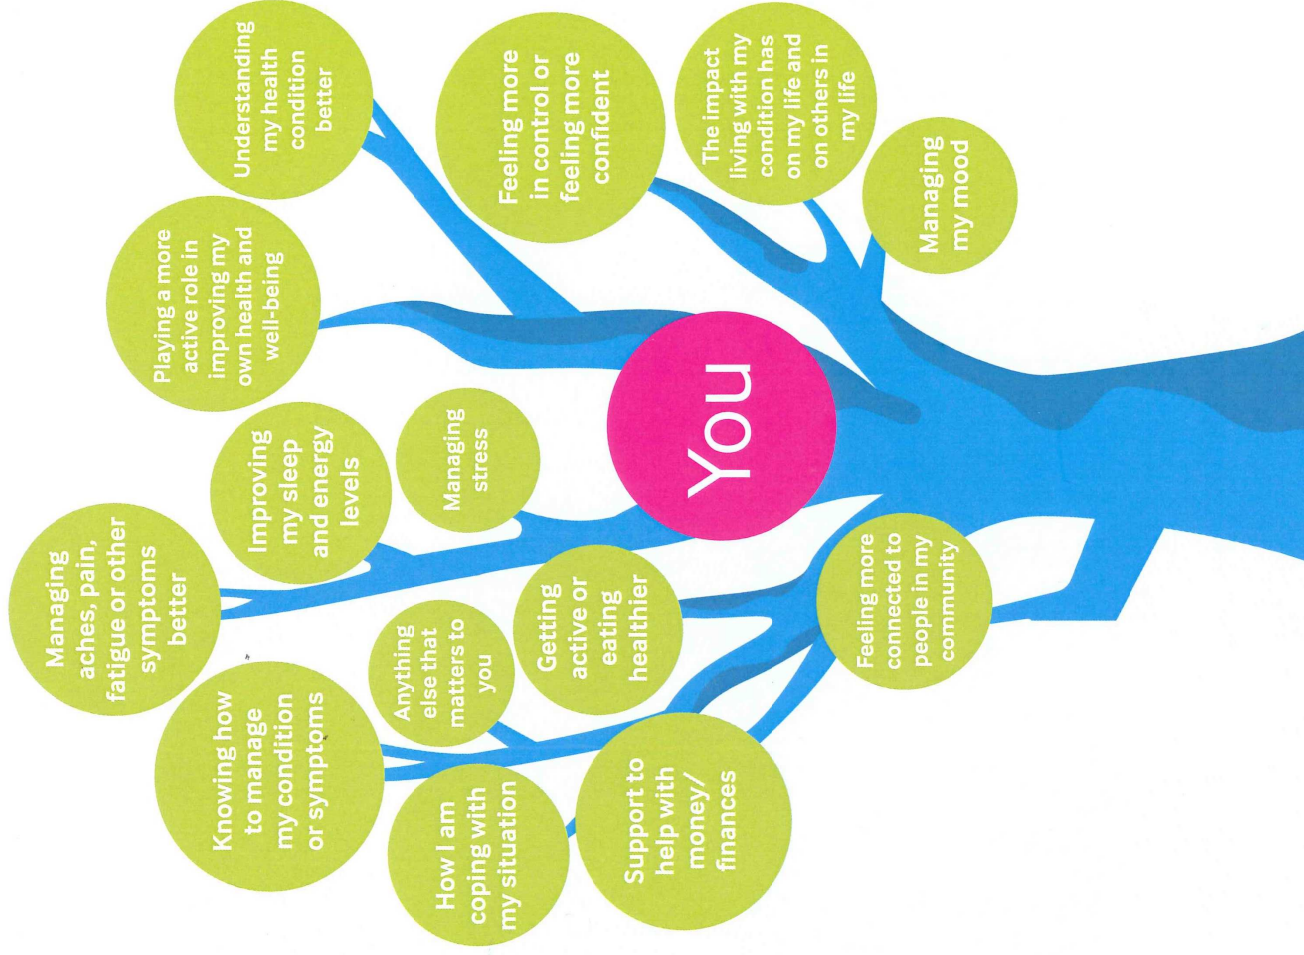 Managing
aches, pain,
fatigue or other
symptoms
better
Playing a more
active role in
improving my
own health and
well-being
Knowing how
to manage
my condition
or symptoms
Improving
my sleep
and energy
levels
Understanding
my health
condition
better
Anything
else that
matters to
you
Managing
stress
How I am
coping with
my situation
Getting
active or
eating
healthier
Feeling more
in control or
feeling more
confident
Support to
help with
money/
finances
You
The impact
living with my
condition has
on my life and
on others in
my life
Feeling more
connected to
people in my
community
Managing
my mood